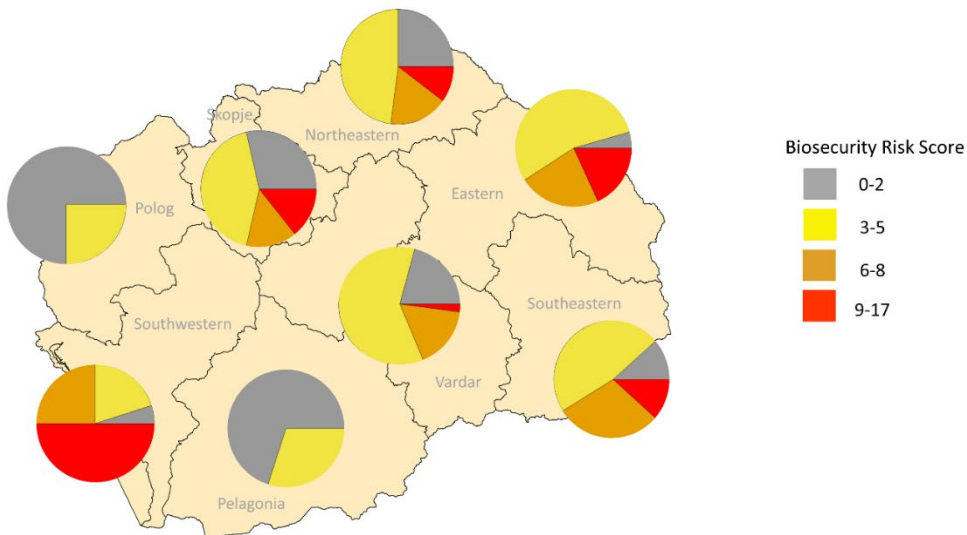 Skopje
Northeastern
Polog
Eastern
Southwestern
Southeastern
Vardar
Pelagonia
Biosecurity Risk Score
0-2
3-5
6-8
9-17